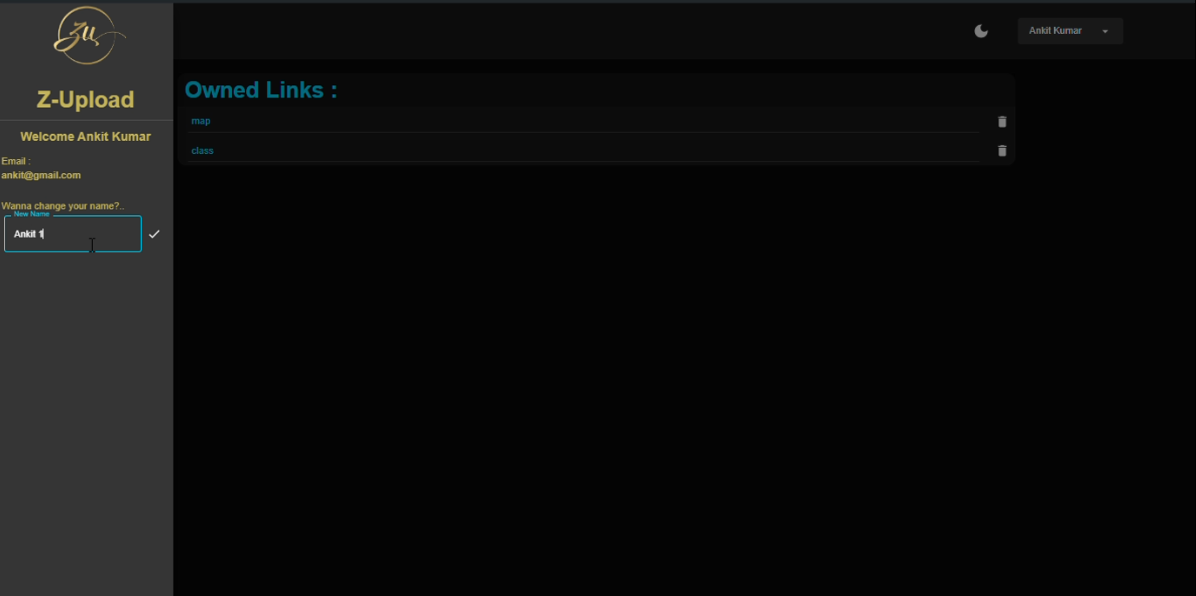 Zu
Z-Upload
Welcome Ankit Kumar
Email :
ankit@gmail.com
Wanna change your name?..
New Name
Ankit 1
Ankit Kumar
Owned Links :
map
class